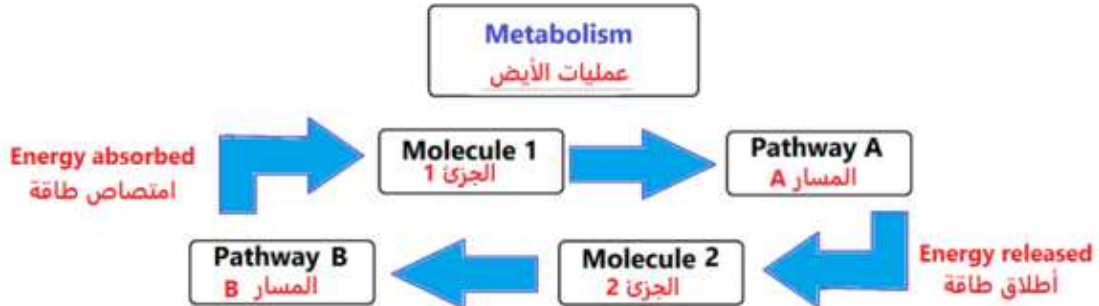 Metabolism
عمليات الأيض
Energy absorbed
امتصاص طاقة
Molecule 1
الجزئ 1
Pathway A
المسار A
Pathway B
المسار B
Molecule 2
الجزئ 2
Energy released
أطلاق طاقة